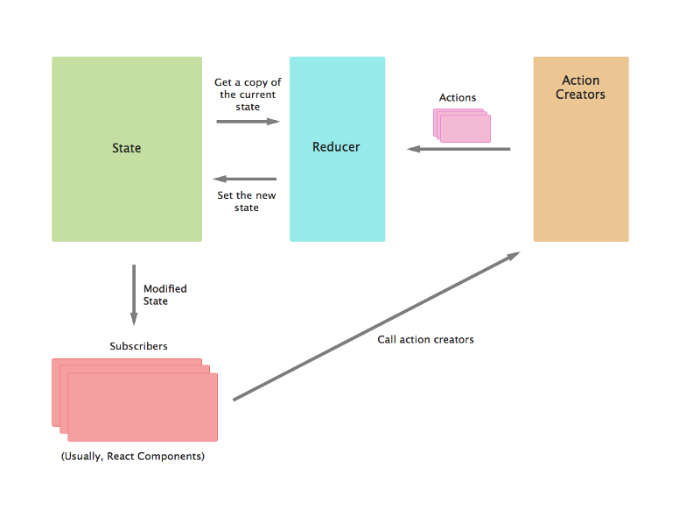 Get a copy of
the current
state
State
Reducer
Actions
Action
Creators
Set the new
state
Modified
State
Subscribers
Call action creators
(Usually, React Components)